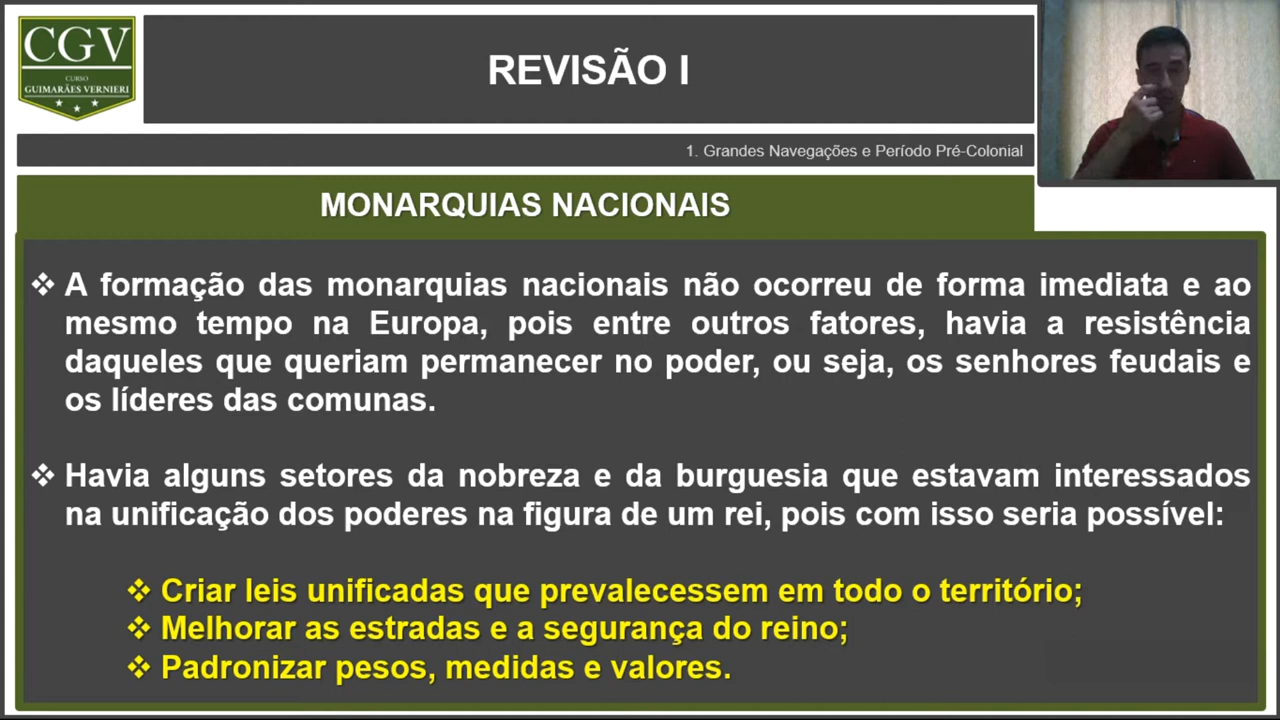 CGV
CURSO
GUIMARÃES VERNIERI
REVISÃO I
1. Grandes Navegações e Período Pré-Colonial
MONARQUIAS NACIONAIS
❖ A formação das monarquias nacionais não ocorreu de forma imediata e ao
mesmo tempo na Europa, pois entre outros fatores, havia a resistência
daqueles que queriam permanecer no poder, ou seja, os senhores feudais e
os líderes das comunas.
❖ Havia alguns setores da nobreza e da burguesia que estavam interessados
na unificação dos poderes na figura de um rei, pois com isso seria possível:
❖ Criar leis unificadas que prevalecessem em todo o território;
❖ Melhorar as estradas e a segurança do reino;
❖ Padronizar pesos, medidas e valores.